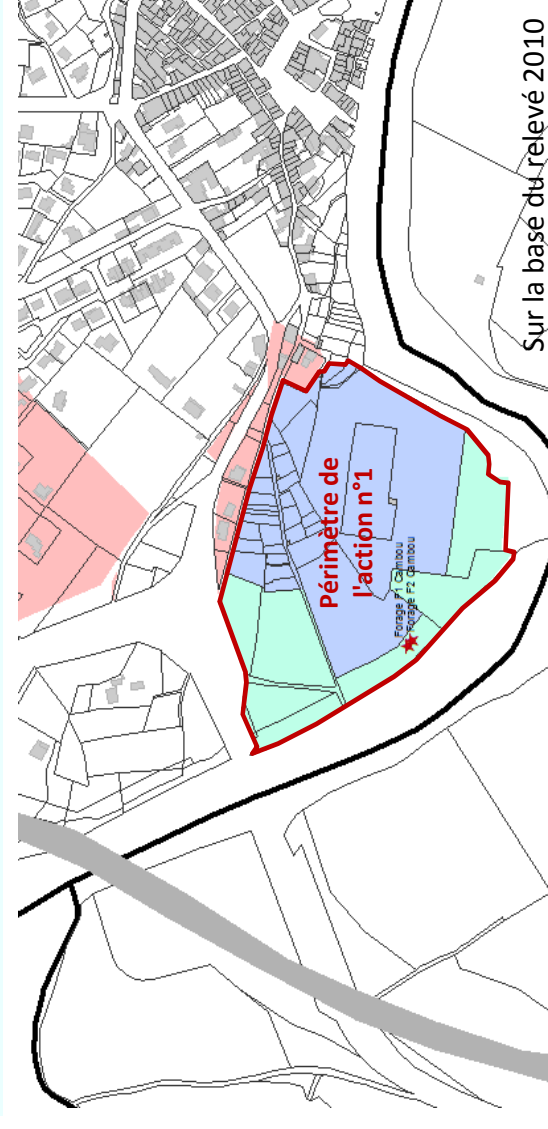 Périmètre de
l'action n°1
Forage F1 Cambou
Forage F2 Cambou
Sur la base du relevé 2010